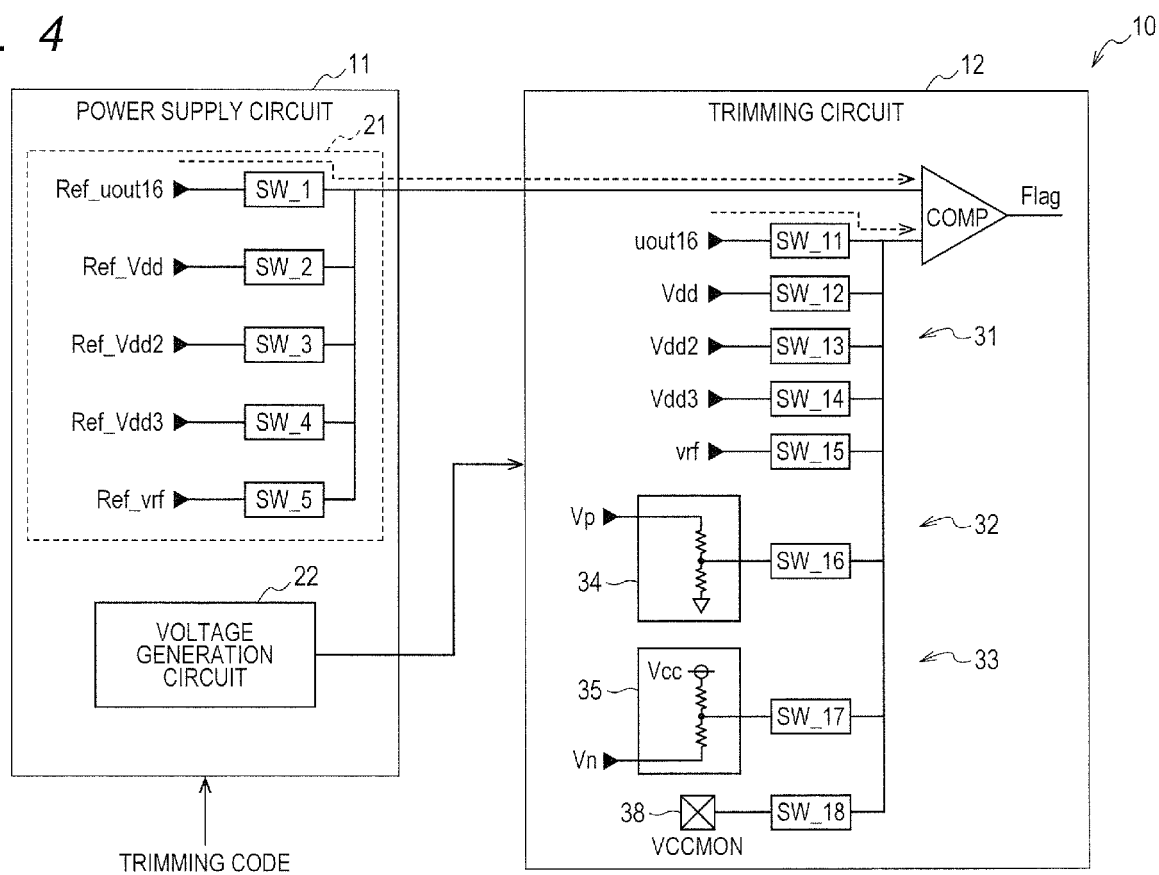 . 4
10
11
12
POWER SUPPLY CIRCUIT
TRIMMING CIRCUIT
21
Ref_uout16
SW_1
COMP
Flag
uout16
SW_11
Ref_Vdd
SW_2
Vdd
SW_12
Ref_Vdd2
SW_3
Vdd2
SW_13
31
Ref_Vdd3
SW_4
Vdd3
SW_14
vrf
SW_15
Ref_vrf
SW_5
Vp
32
34
SW_16
22
VOLTAGE
GENERATION
CIRCUIT
33
35
Vcc
SW_17
Vn
38
SW_18
VCCMON
TRIMMING CODE